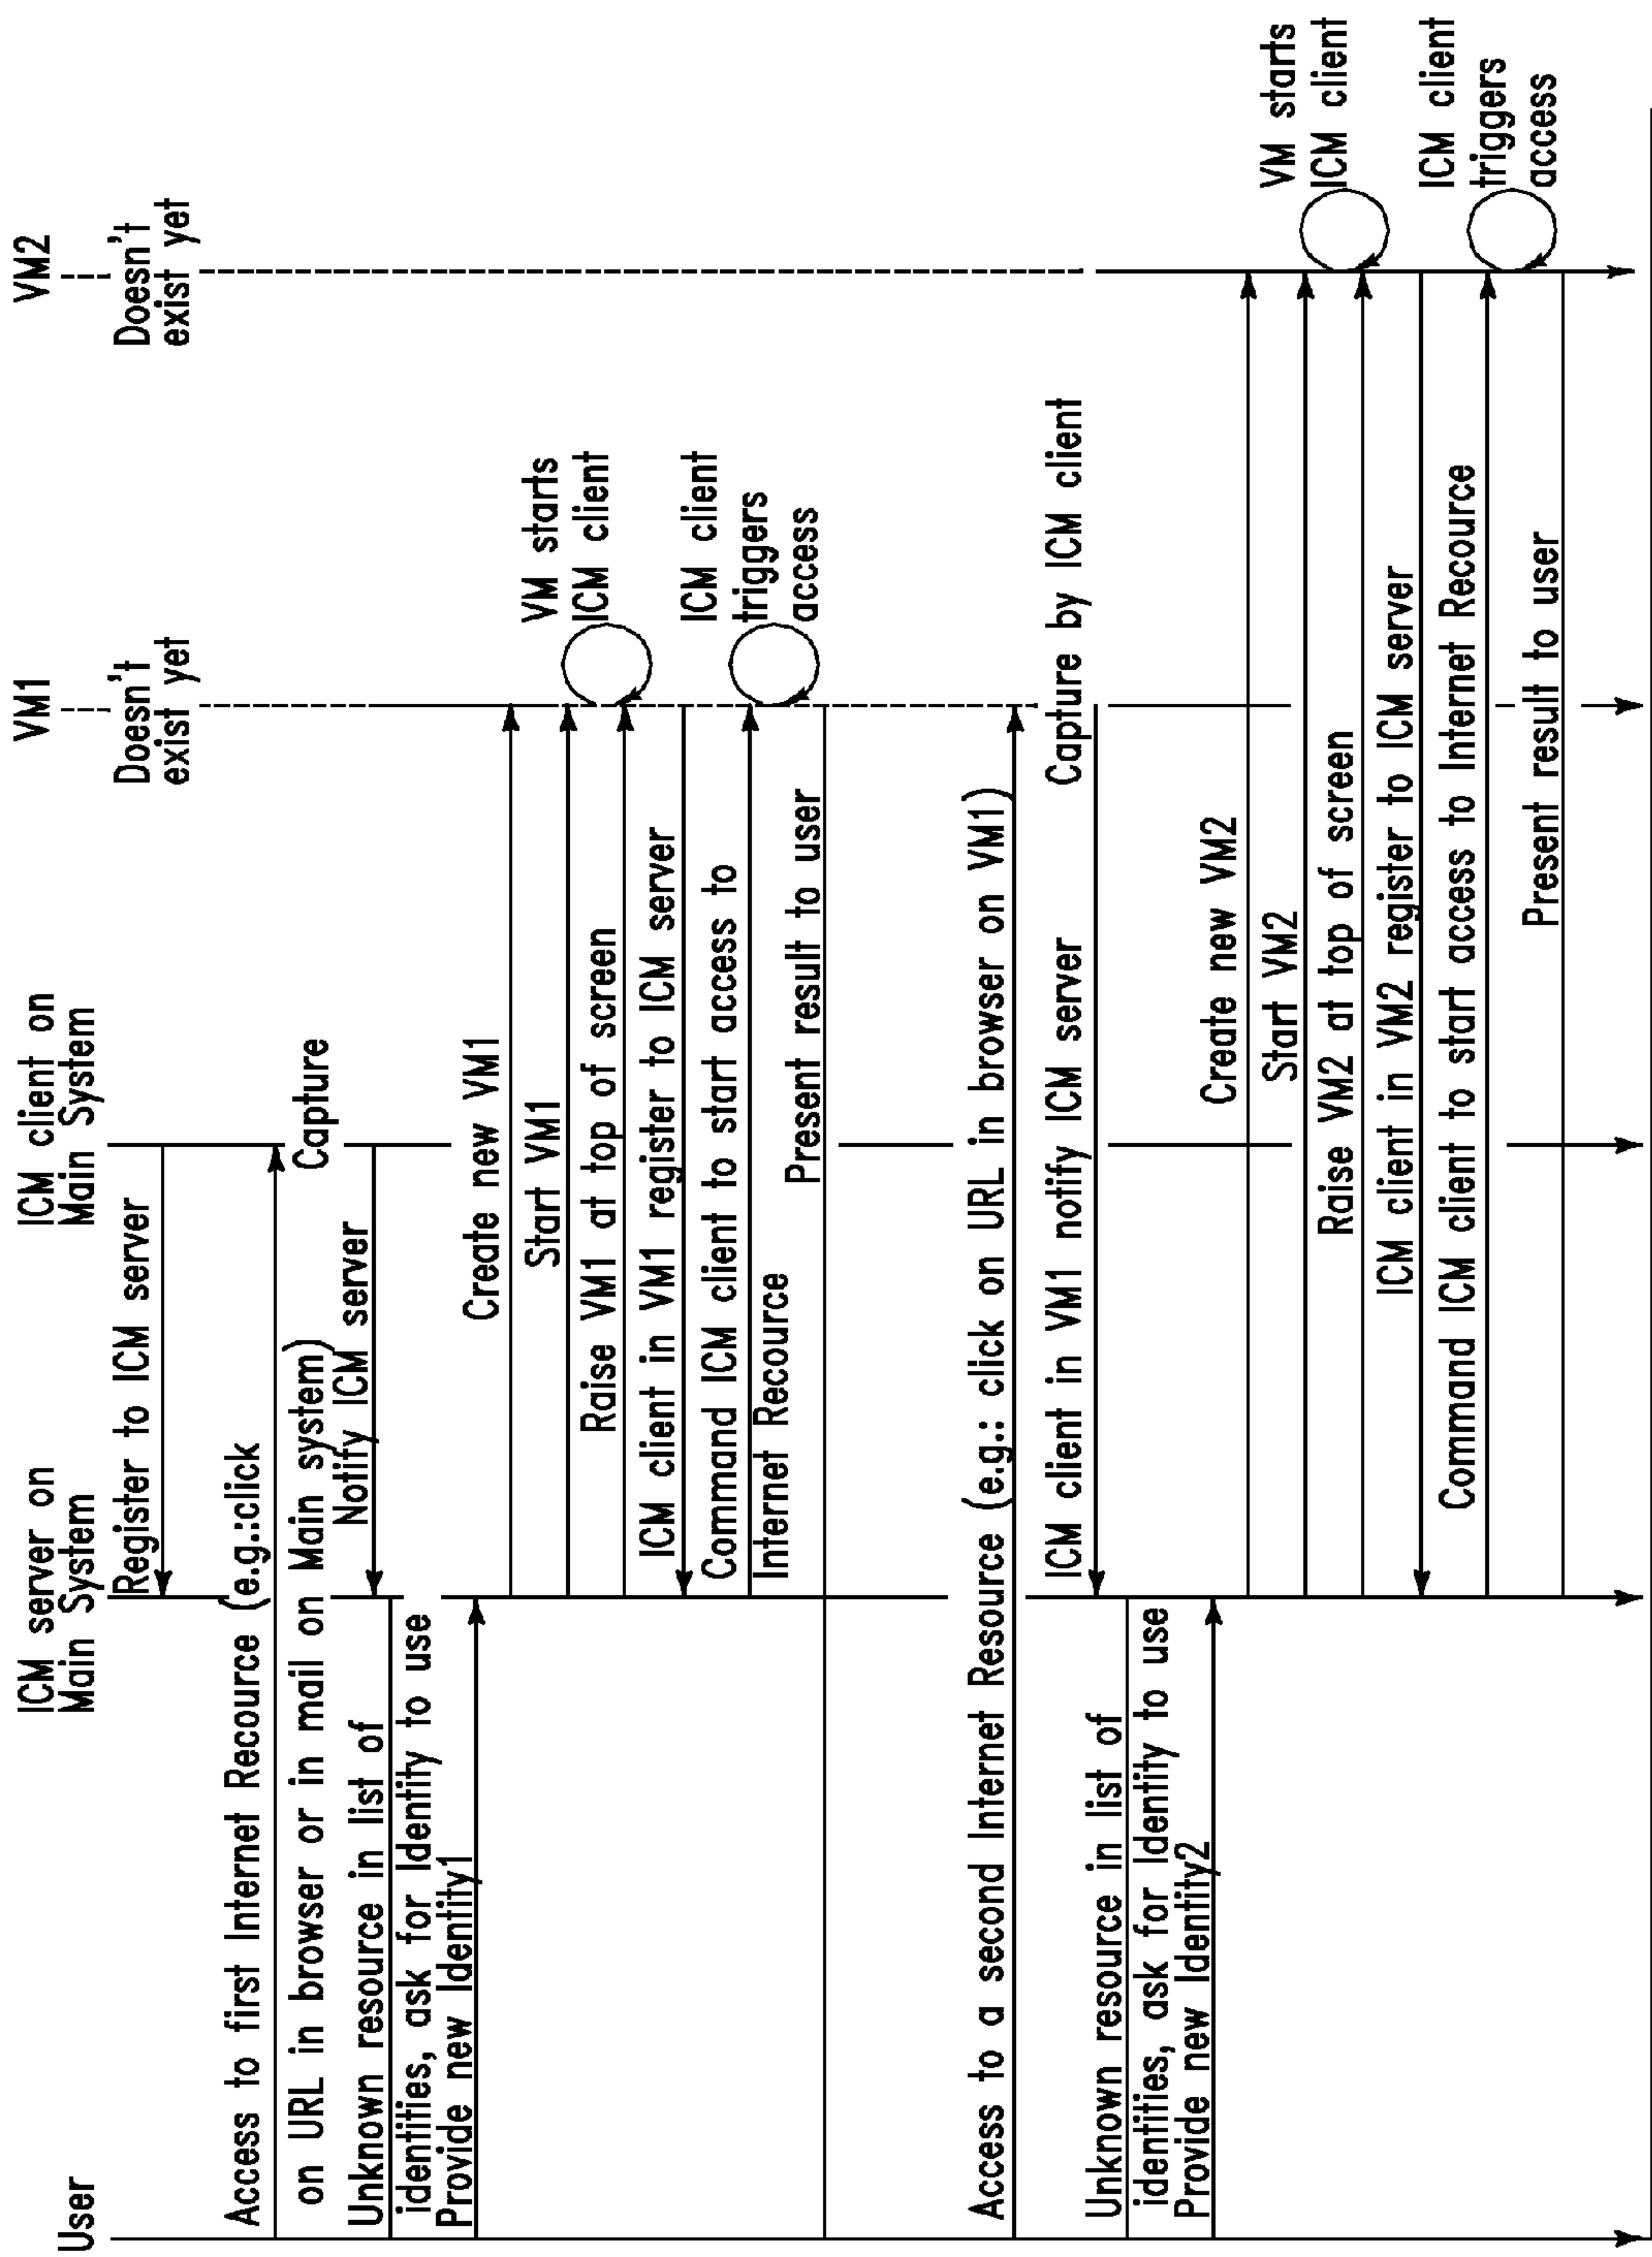 User
ICM server on
Main System
ICM client on
Main System
VM1
VM2
Doesn't
exist yet
Doesn't
exist yet
Register to ICM server
Access to first Internet Recource (e.g.:click
on URL in browser or in mail on Main system)
Capture
Notify ICM server
Unknown resource in list of
identities, ask for Identity to use
Provide new Identity1
Create new VM1
Start VM1
VM starts
ICM client
Raise VM1 at top of screen
ICM client in VM1 register to ICM server
Command ICM client to start access to
Internet Recource
ICM client
triggers
access
Present result to user
Access to a second Internet Resource (e.g.: click on URL in browser on VM1)
Capture by ICM client
ICM client in VM1 notify ICM server
Unknown resource in list of
identities, ask for Identity to use
Provide new Identity2
Create new VM2
Start VM2
VM starts
ICM client
Raise VM2 at top of screen
ICM client in VM2 register to ICM server
Command ICM client to start access to Internet Recource
ICM client
triggers
access
Present result to user